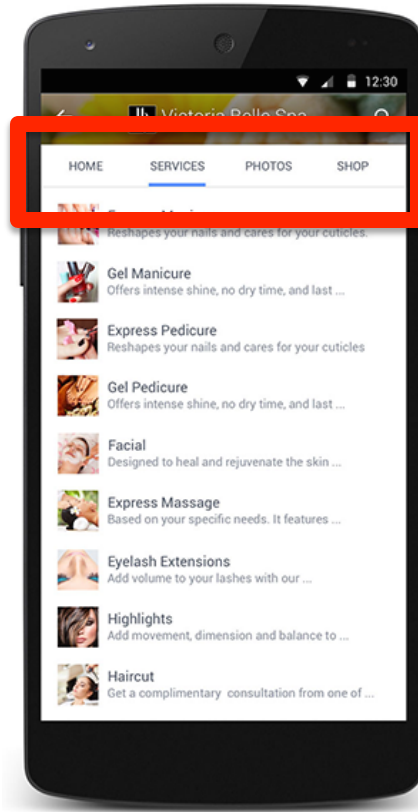 12:30
Victoria Belle Spa
HOME SERVICES PHOTOS SHOP
Reshapes your nails and cares for your cuticles.
Gel Manicure
Offers intense shine, no dry time, and last ...
Express Pedicure
Reshapes your nails and cares for your cuticles
Gel Pedicure
Offers intense shine, no dry time, and last ...
Facial
Designed to heal and rejuvenate the skin ...
Express Massage
Based on your specific needs. It features ...
Eyelash Extensions
Add volume to your lashes with our ...
Highlights
Add movement, dimension and balance to ...
Haircut
Get a complimentary consultation from one of ...